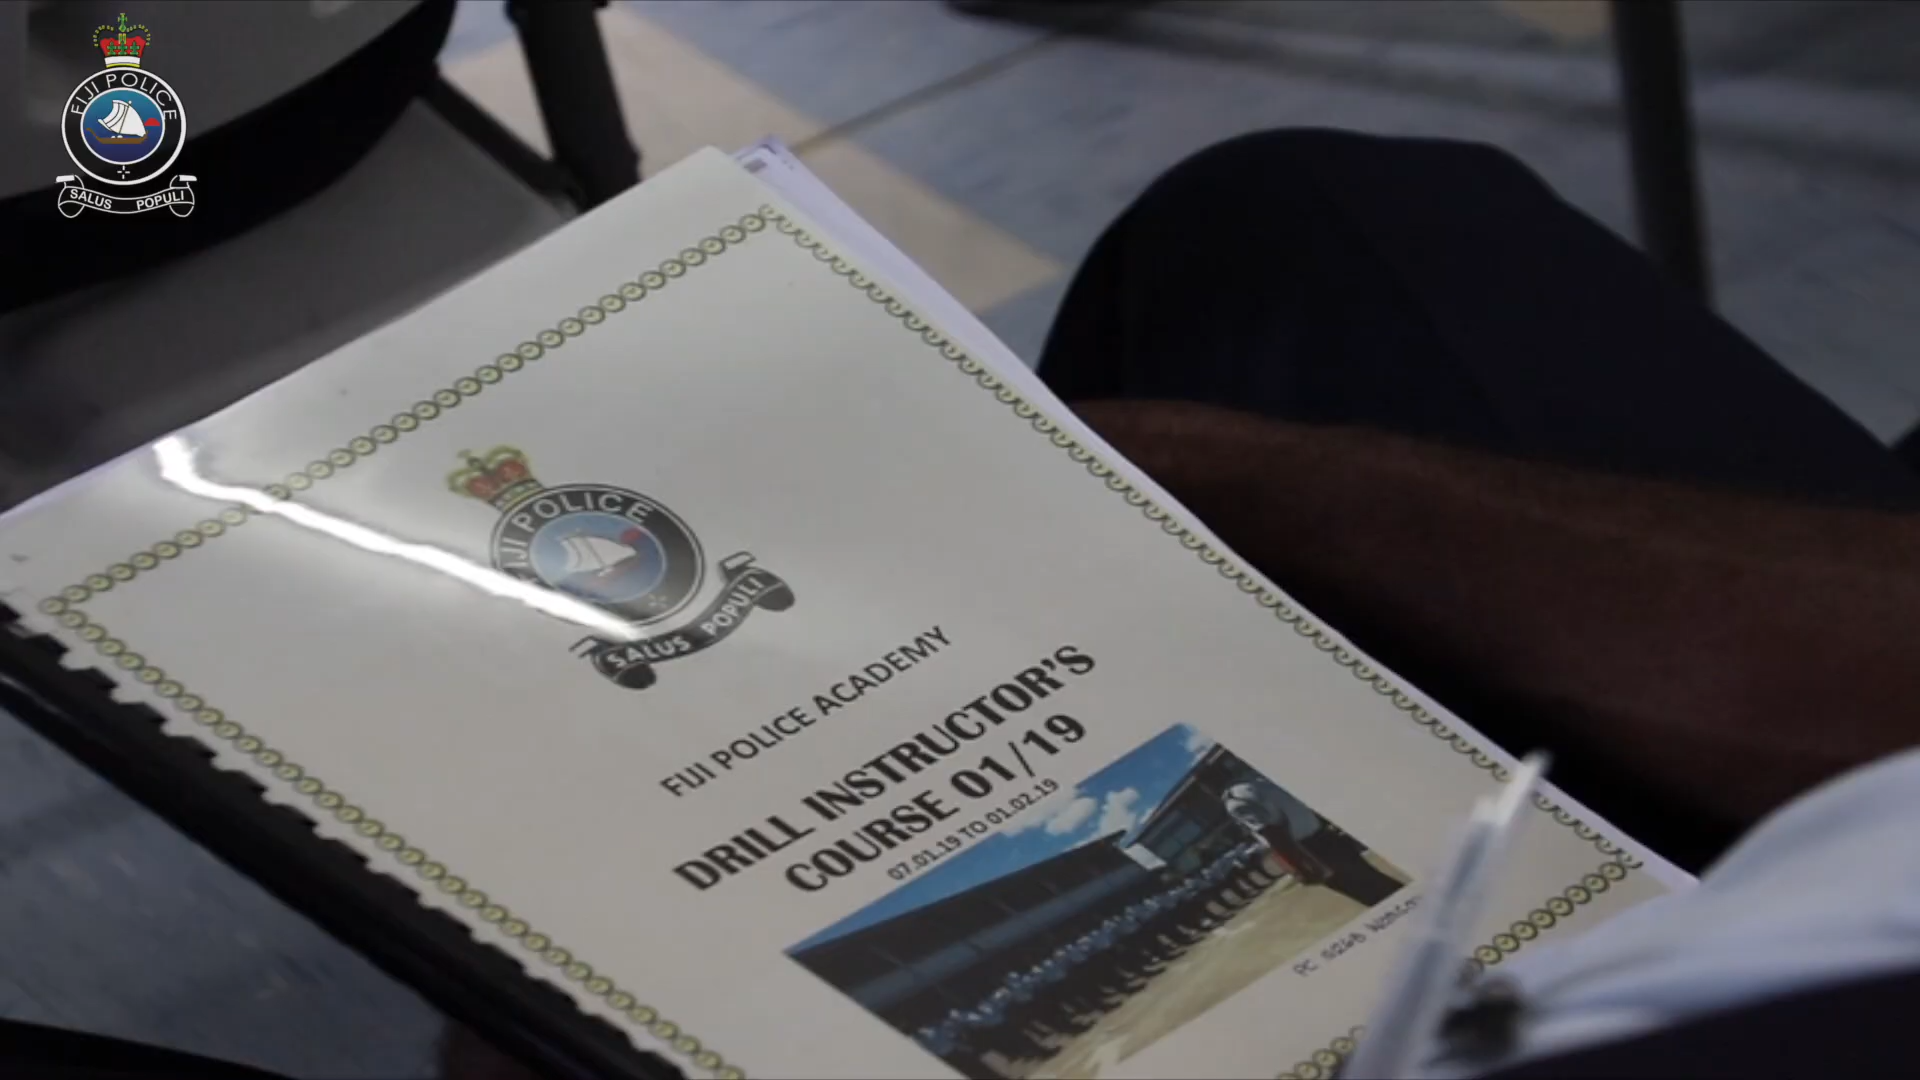 FIJI POLICE
SALUS POPULI
FIJI POLICE
SALUS POPULI
FIJI POLICE ACADEMY
DRILL INSTRUCTOR'S
COURSE 01/19
07.01.19 TO 01.02.19
PC